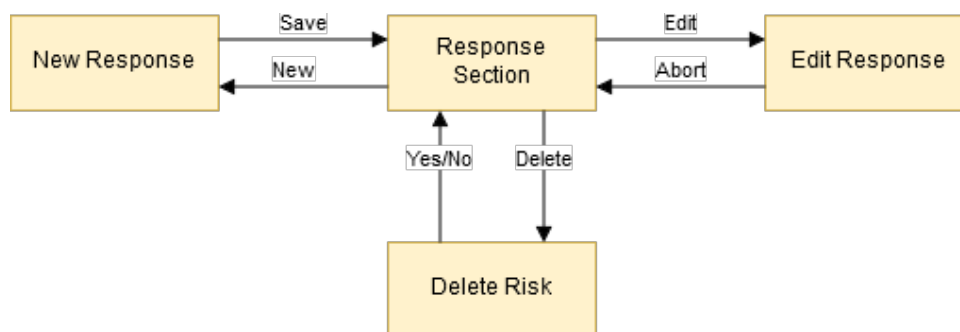 Save
Edit
New Response
Response
Section
Edit Response
New
Abort
Yes/No
Delete
Delete Risk